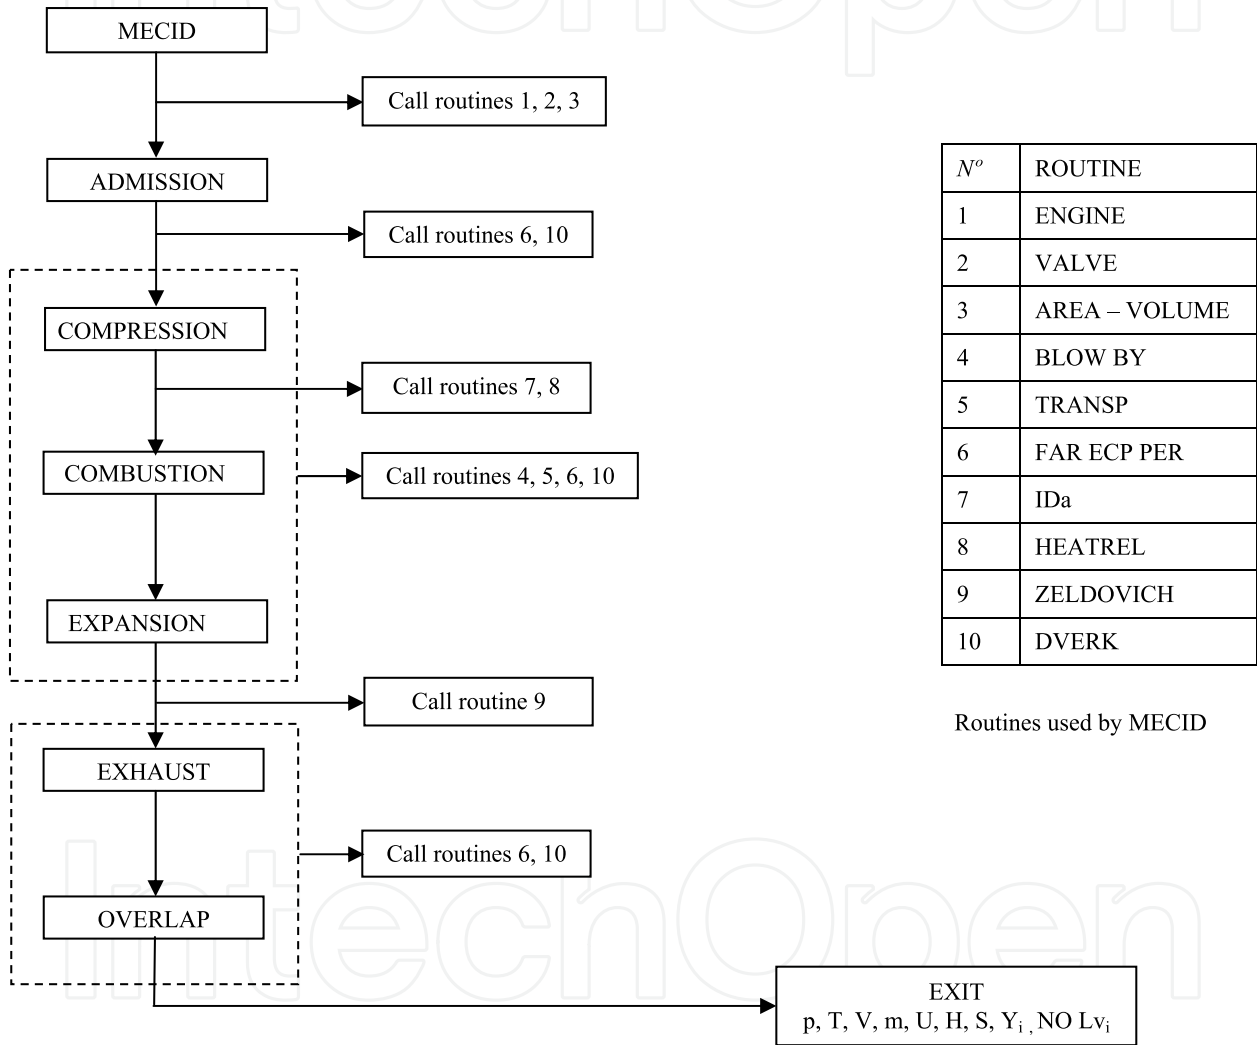 IntechOpen
MECID
Call routines 1, 2, 3
ADMISSION
Call routines 6, 10
COMPRESSION
Call routines 7, 8
COMBUSTION
Call routines 4, 5, 6, 10
EXPANSION
Call routine 9
EXHAUST
Call routines 6, 10
OVERLAP
EXIT
p, T, V, m, U, H, S, Yi , NO Lvi
Nº ROUTINE
1 ENGINE
2 VALVE
3 AREA – VOLUME
4 BLOW BY
5 TRANSP
6 FAR ECP PER
7 IDa
8 HEATREL
9 ZELDOVICH
10 DVERK
Routines used by MECID
IntechOpen